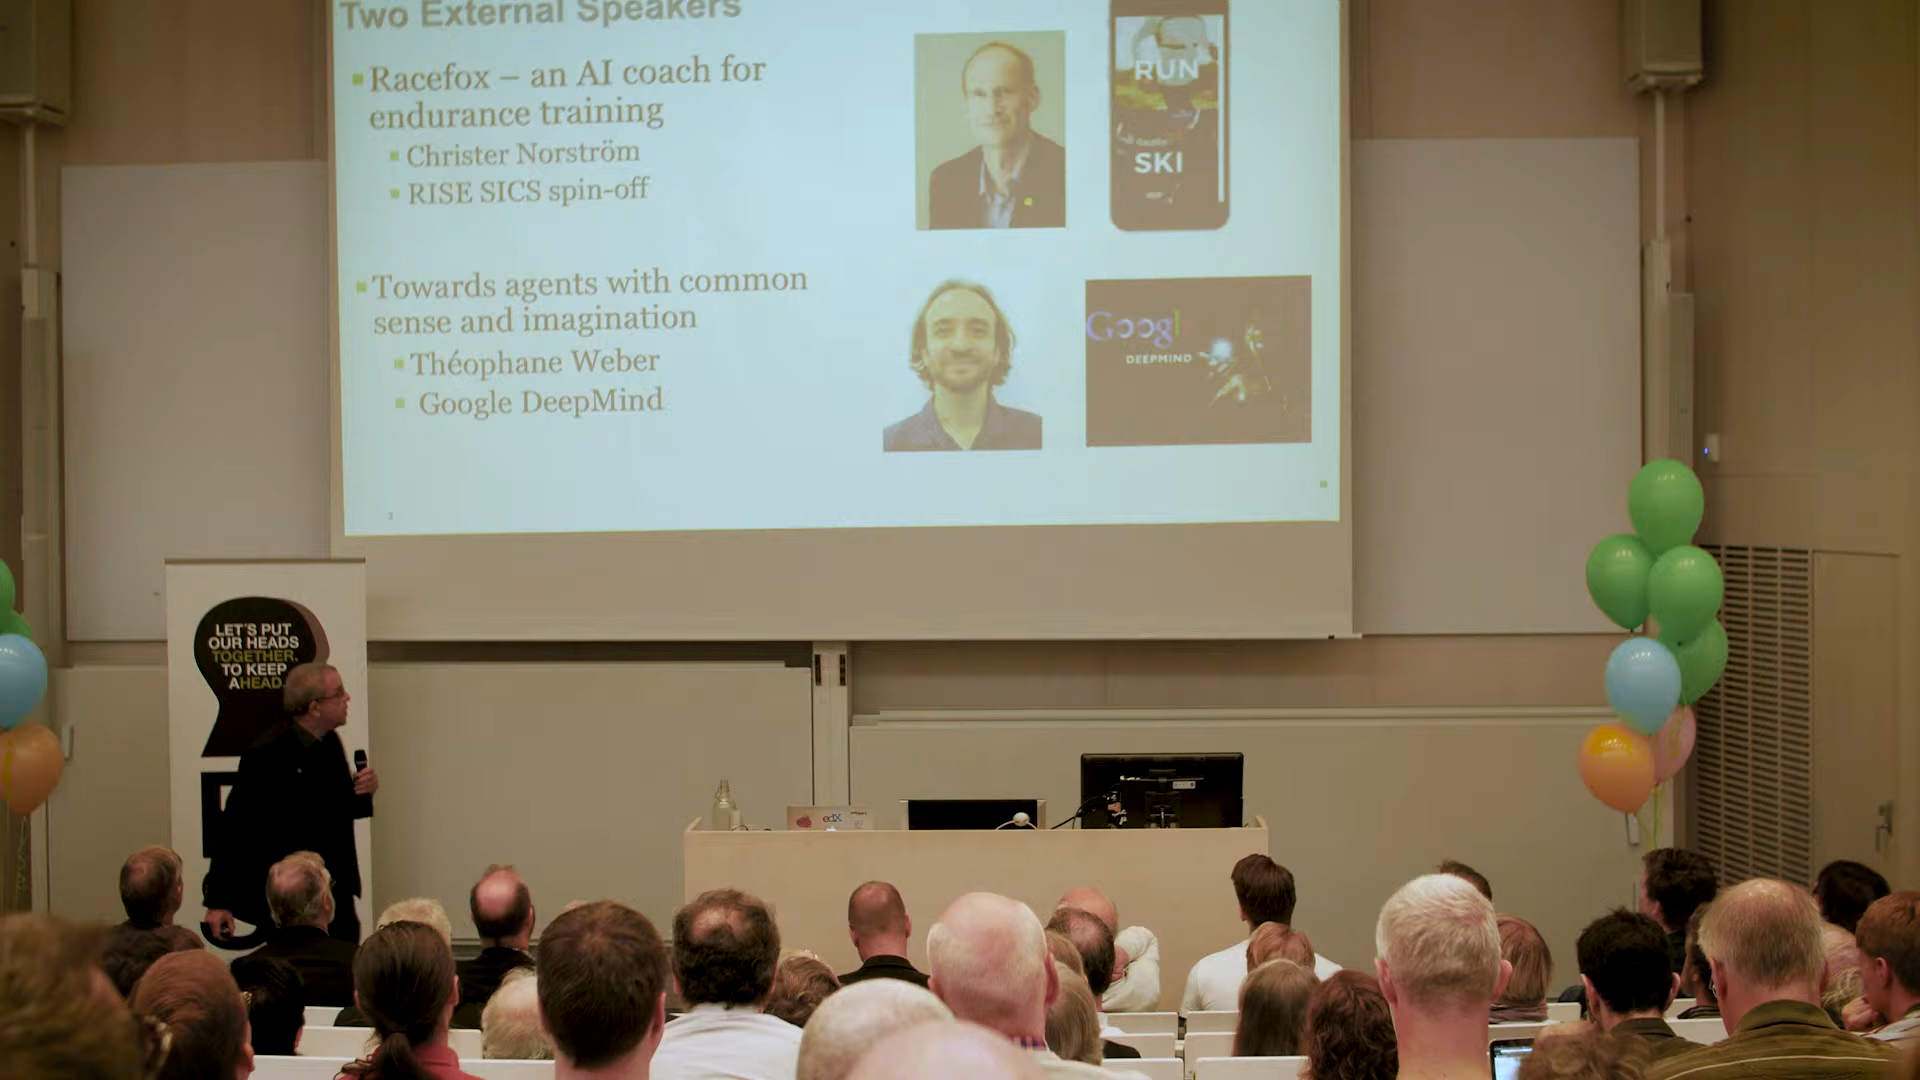 Two External Speakers
Racefox – an AI coach for
endurance training
Christer Norström
RISE SICS spin-off
Towards agents with common
sense and imagination
Théophane Weber
Google DeepMind
3
RUN
SKI
Googl
DEEPMIND
LET'S PUT
OUR HEADS
TOGETHER,
TO KEEP
AHEAD.
edX